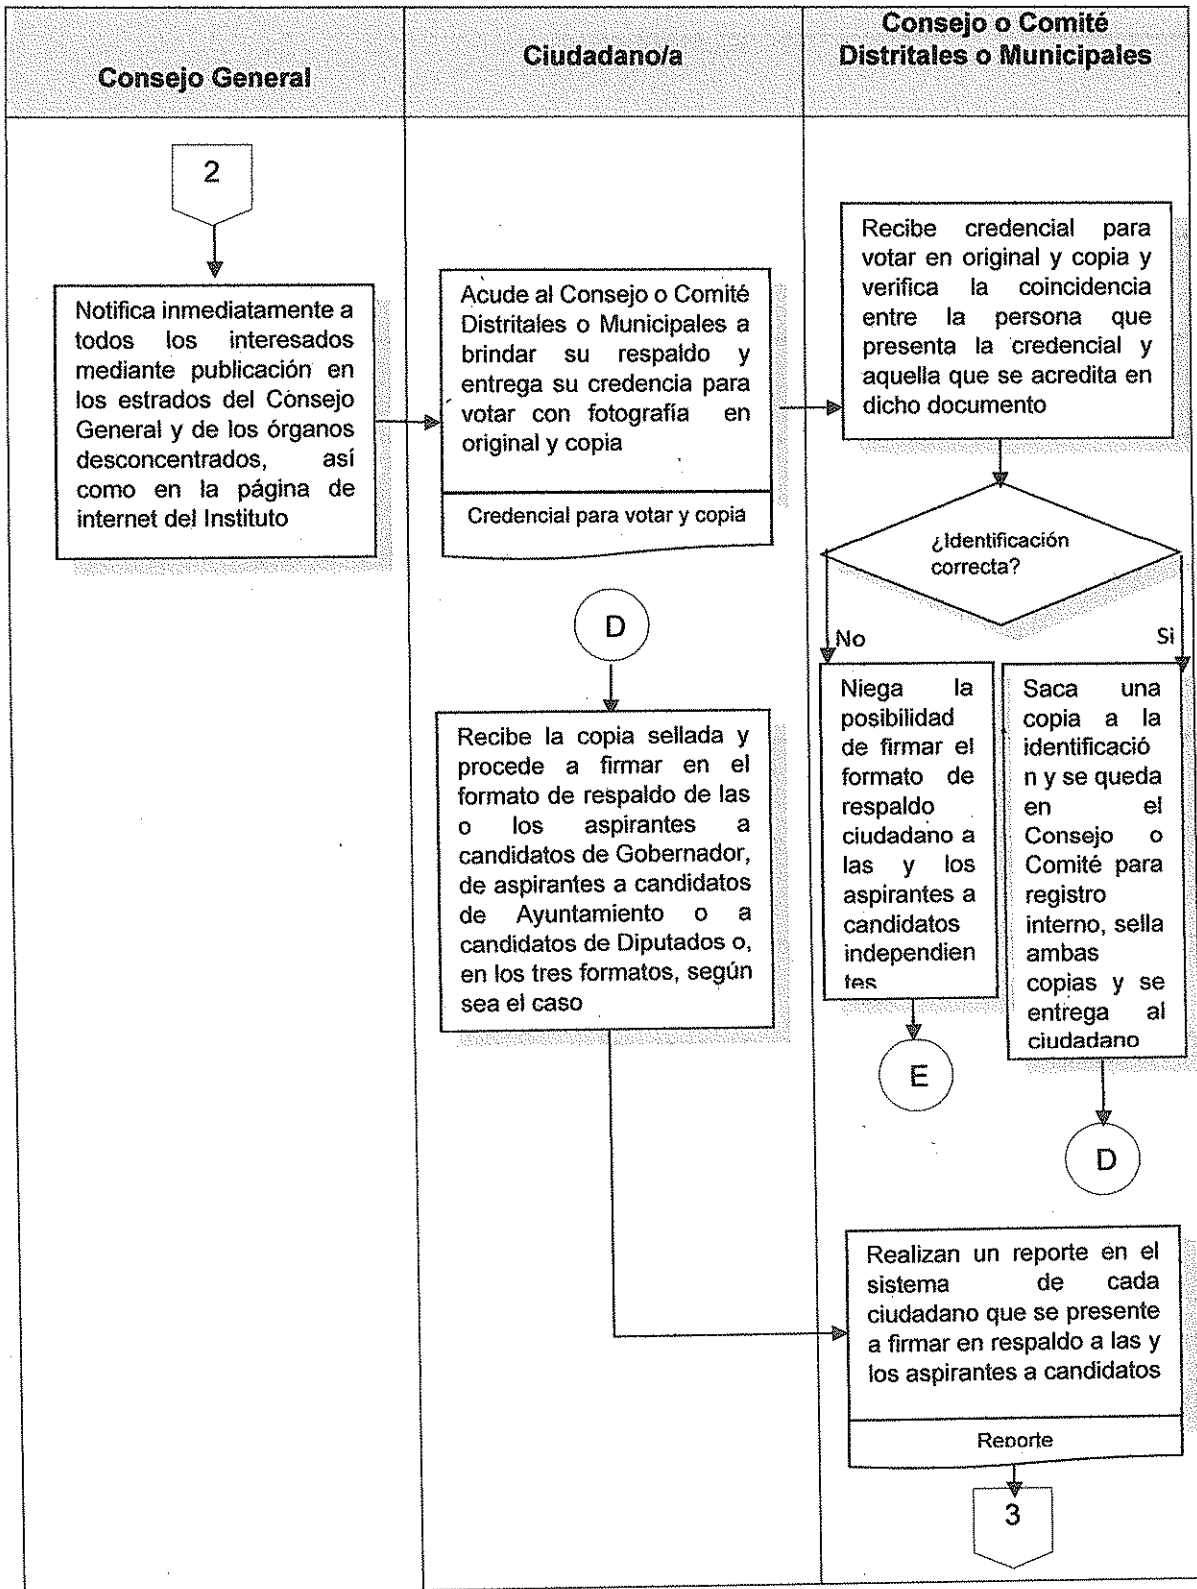 Consejo General
Ciudadano/a
Consejo o Comité
Distritales o Municipales
2
Notifica inmediatamente a
todos los interesados
mediante publicación en
los estrados del Consejo
General y de los órganos
desconcentrados, así
como en la página de
internet del Instituto
Acude al Consejo o Comité
Distritales o Municipales a
brindar su respaldo y
entrega su credencia para
votar con fotografía en
original y copia
Credencial para votar y copia
Recibe credencial para
votar en original y copia y
verifica la coincidencia
entre la persona que
presenta la credencial y
aquella que se acredita en
dicho documento
¿Identificación
correcta?
No
Si
Niega la
posibilidad
de firmar el
formato de
respaldo
ciudadano a
las y los
aspirantes a
candidatos
independien
tes
E
Saca una
copia a la
identificació
n y se queda
en el
Consejo o
Comité para
registro
interno, sella
ambas
copias y se
entrega al
ciudadano
D
D
Recibe la copia sellada y
procede a firmar en el
formato de respaldo de las
o los aspirantes a
candidatos de Gobernador,
de aspirantes a candidatos
de Ayuntamiento o a
candidatos de Diputados o,
en los tres formatos, según
sea el caso
Realizan un reporte en el
sistema de cada
ciudadano que se presente
a firmar en respaldo a las y
los aspirantes a candidatos
Reporte
3